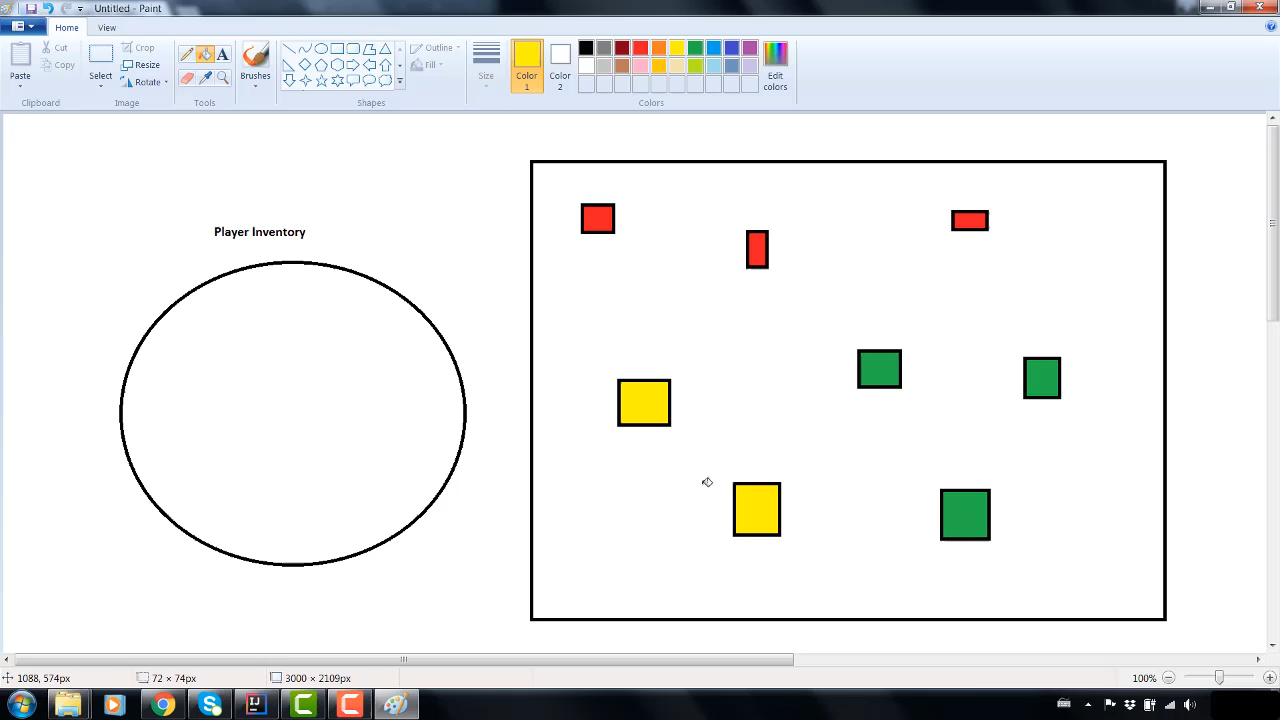 Untitled - Paint
Home View
Paste
Cut
Copy
Clipboard
Select
Crop
Resize
Rotate
Image
A
Tools
Brushes
Outline
Fill
Shapes
Size
Color 1
Color 2
Edit colors
Colors
Player Inventory
1088, 574px
72 × 74px
3000 × 2109px
100%
IJ
C
C